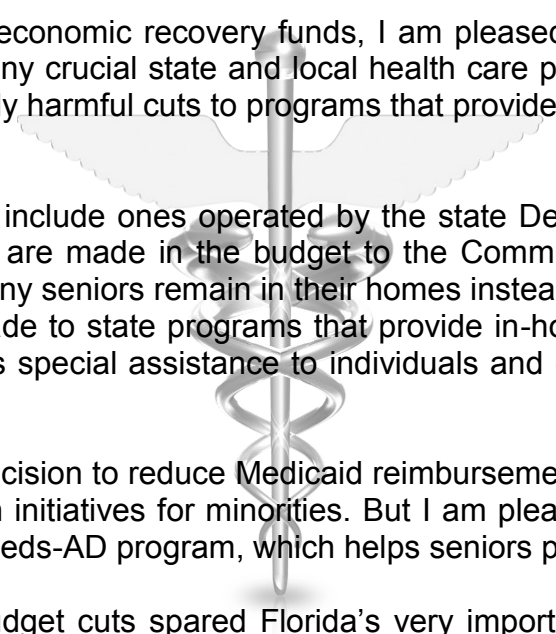 economic recovery funds, I am pleased
ny crucial state and local health care p
ly harmful cuts to programs that provide
include ones operated by the state De
are made in the budget to the Comm
ny seniors remain in their homes instea
de to state programs that provide in-ho
s special assistance to individuals and
cision to reduce Medicaid reimburseme
n initiatives for minorities. But I am plea
eds-AD program, which helps seniors p
udget cuts spared Florida’s very import